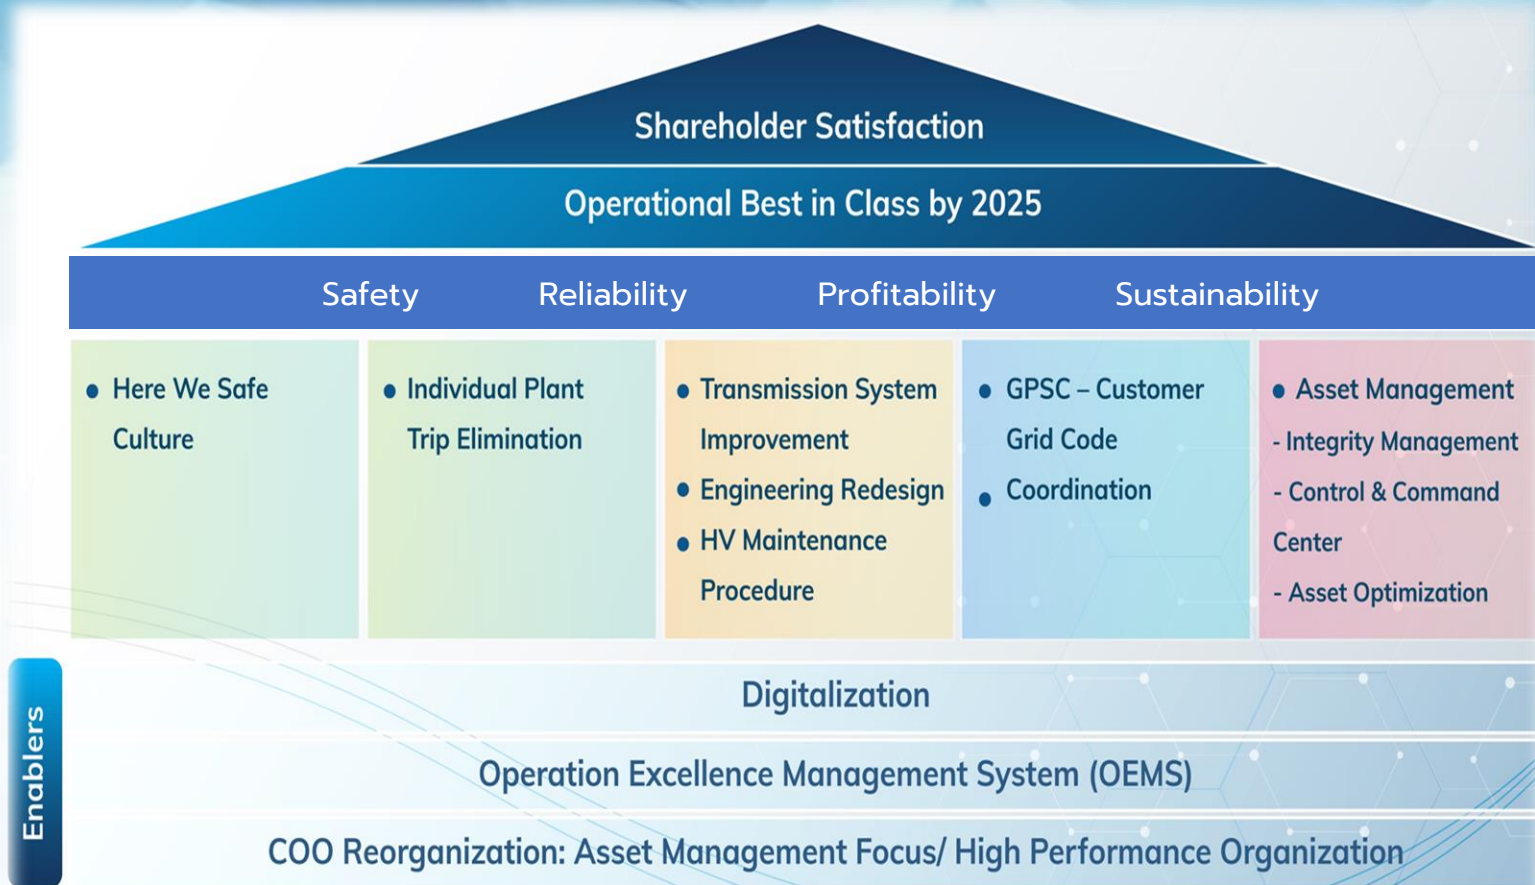 Shareholder Satisfaction
Operational Best in Class by 2025
Safety Reliability Profitability Sustainability
• Here We Safe
Culture
• Individual Plant
Trip Elimination
• Transmission System
Improvement
• Engineering Redesign
• HV Maintenance
Procedure
• GPSC – Customer
Grid Code
• Coordination
• Asset Management
- Integrity Management
- Control & Command
Center
- Asset Optimization
Enablers
Digitalization
Operation Excellence Management System (OEMS)
COO Reorganization: Asset Management Focus/ High Performance Organization